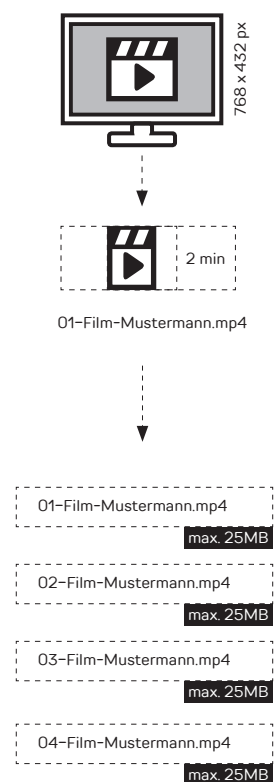 768 x 432 px
2 min
01-Film-Mustermann.mp4
01-Film-Mustermann.mp4
max. 25MB
02-Film-Mustermann.mp4
max. 25MB
03-Film-Mustermann.mp4
max. 25MB
04-Film-Mustermann.mp4
max. 25MB